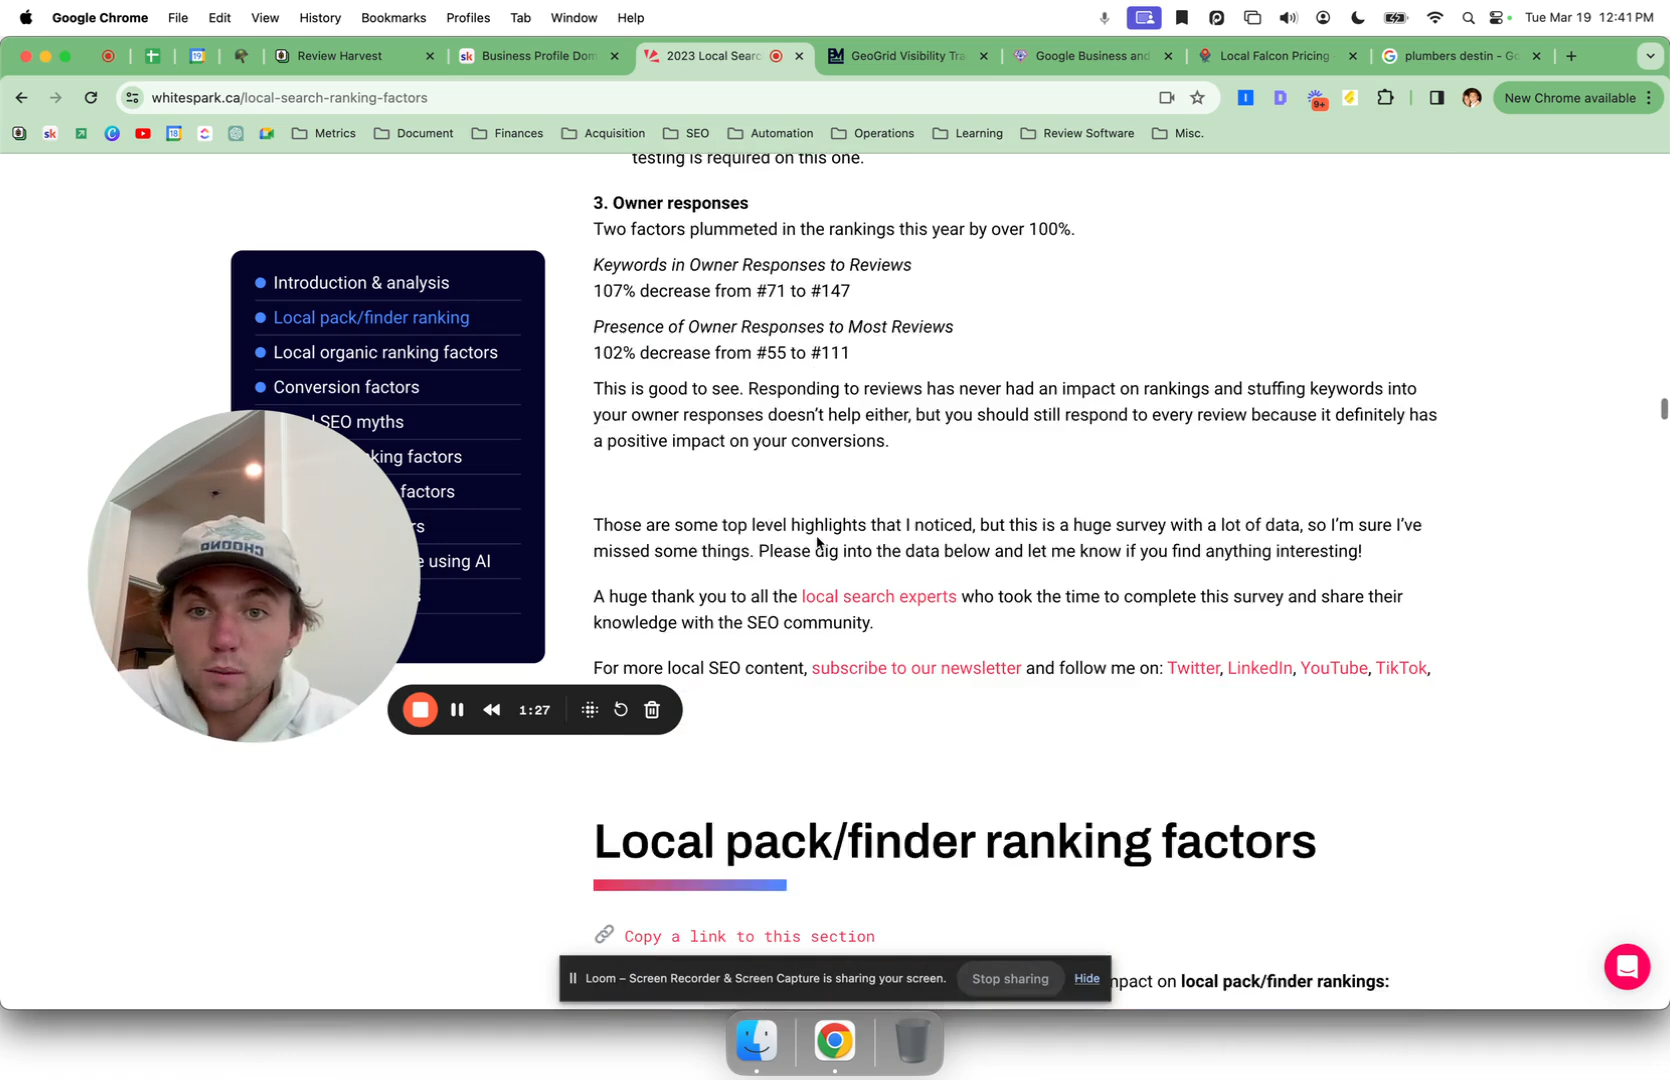 Google Chrome File Edit View History Bookmarks Profiles Tab Window Help Tue Mar 19 12:41 PM
Review Harvest Business Profile Dom 2023 Local Searc GeoGrid Visibility Tra Google Business and Local Falcon Pricing plumbers destin - Go
whitespark.ca/local-search-ranking-factors 9+ New Chrome available
sk 18 Metrics Document Finances Acquisition SEO Automation Operations Learning Review Software Misc.
testing is required on this one.
3. Owner responses
Two factors plummeted in the rankings this year by over 100%.
Keywords in Owner Responses to Reviews
107% decrease from #71 to #147
Presence of Owner Responses to Most Reviews
102% decrease from #55 to #111
This is good to see. Responding to reviews has never had an impact on rankings and stuffing keywords into
your owner responses doesn't help either, but you should still respond to every review because it definitely has
a positive impact on your conversions.
Those are some top level highlights that I noticed, but this is a huge survey with a lot of data, so I'm sure I've
missed some things. Please dig into the data below and let me know if you find anything interesting!
A huge thank you to all the local search experts who took the time to complete this survey and share their
knowledge with the SEO community.
For more local SEO content, subscribe to our newsletter and follow me on: Twitter, LinkedIn, YouTube, TikTok,
Introduction & analysis
Local pack/finder ranking
Local organic ranking factors
Conversion factors
SEO myths
king factors
factors
rs
e using AI
s
1:27
Local pack/finder ranking factors
Copy a link to this section
Loom – Screen Recorder & Screen Capture is sharing your screen. Stop sharing Hide
mpact on local pack/finder rankings: